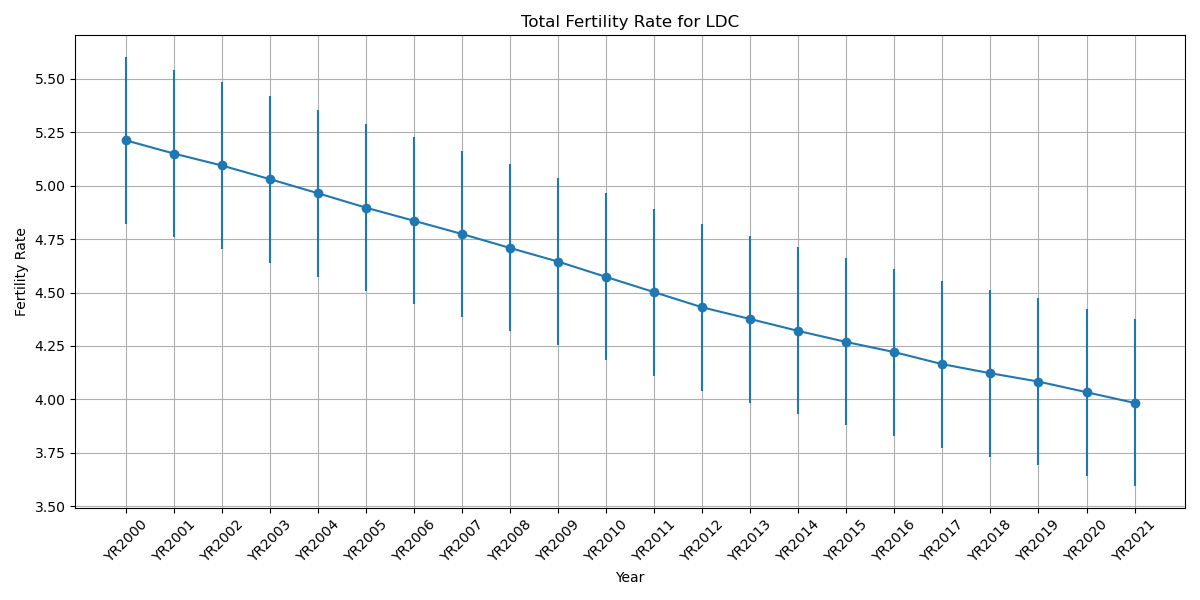 Total Fertility Rate for LDC
Fertility Rate
5.50
5.25
5.00
4.75
4.50
4.25
4.00
3.75
3.50
YR2000
YR2001
YR2002
YR2003
YR2004
YR2005
YR2006
YR2007
YR2008
YR2009
YR2010
YR2011
YR2012
YR2013
YR2014
YR2015
YR2016
YR2017
YR2018
YR2019
YR2020
YR2021
Year